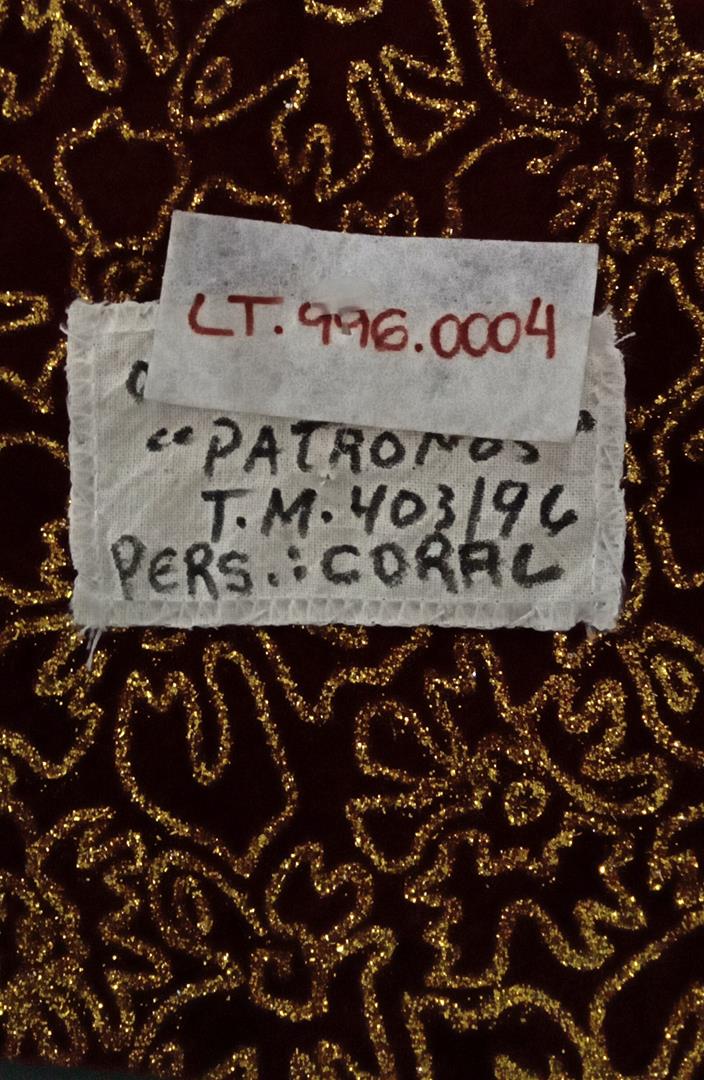 LT.996.0004
"PATRONOS"
T.M.403/96
PERS.:CORAL